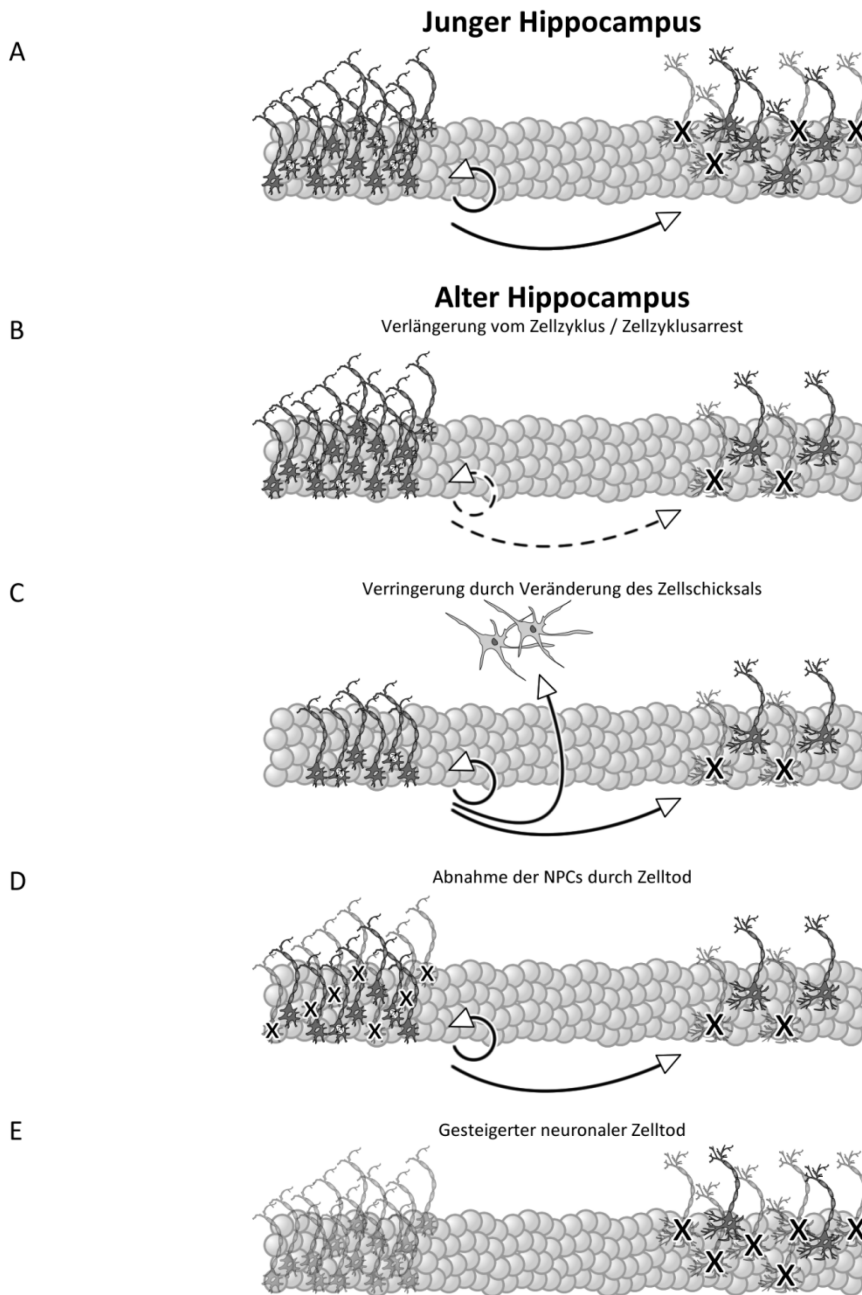 Junger Hippocampus
A
X
X
X
X
Alter Hippocampus
Verlängerung vom Zellzyklus / Zellzyklusarrest
B
X
X
C
Verringerung durch Veränderung des Zellschicksals
X
X
D
Abnahme der NPCs durch Zelltod
X
X
X
X
X
X
X
X
X
E
Gesteigerter neuronaler Zelltod
X
X
X
X
X
X